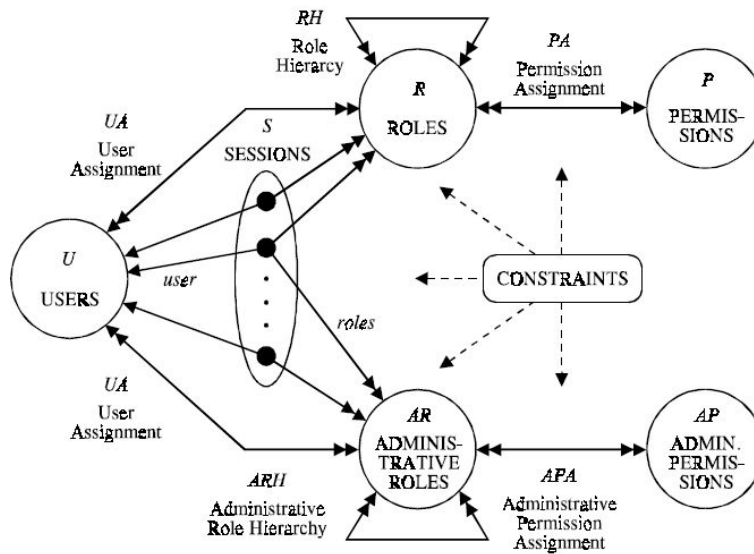 RH
Role
Hierarcy
PA
Permission
Assignment
R
ROLES
P
PERMIS-
SIONS
UA
User
Assignment
S
SESSIONS
U
USERS
user
CONSTRAINTS
roles
UA
User
Assignment
AR
ADMINIS-
TRATIVE
ROLES
AP
ADMIN.
PERMIS-
SIONS
ARH
Administrative
Role Hierarchy
APA
Administrative
Permission
Assignment